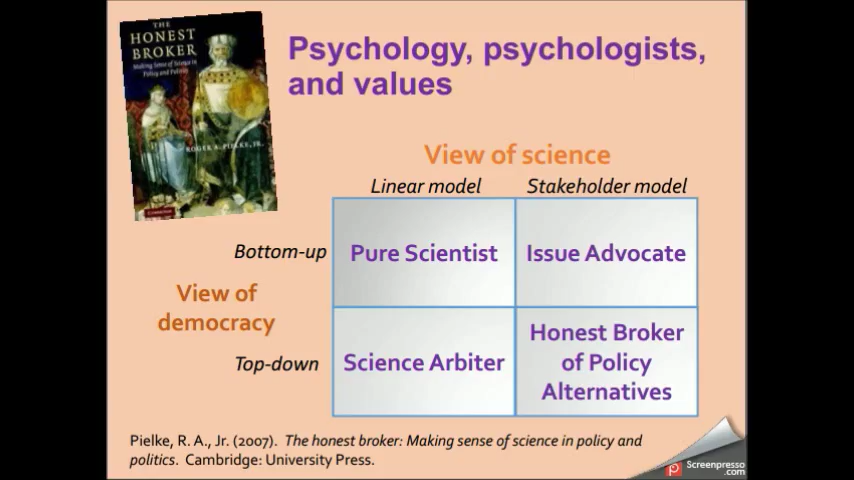 THE
HONEST
BROKER
Making Sense of Science in
Policy and Politics
ROGER A. PIELKE, JR.
Psychology, psychologists,
and values
View of science
Linear model
Stakeholder model
Bottom-up
Pure Scientist
Issue Advocate
View of
democracy
Top-down
Science Arbiter
Honest Broker
of Policy
Alternatives
Pielke, R. A., Jr. (2007). The honest broker: Making sense of science in policy and
politics. Cambridge: University Press.
Screenpresso
.com